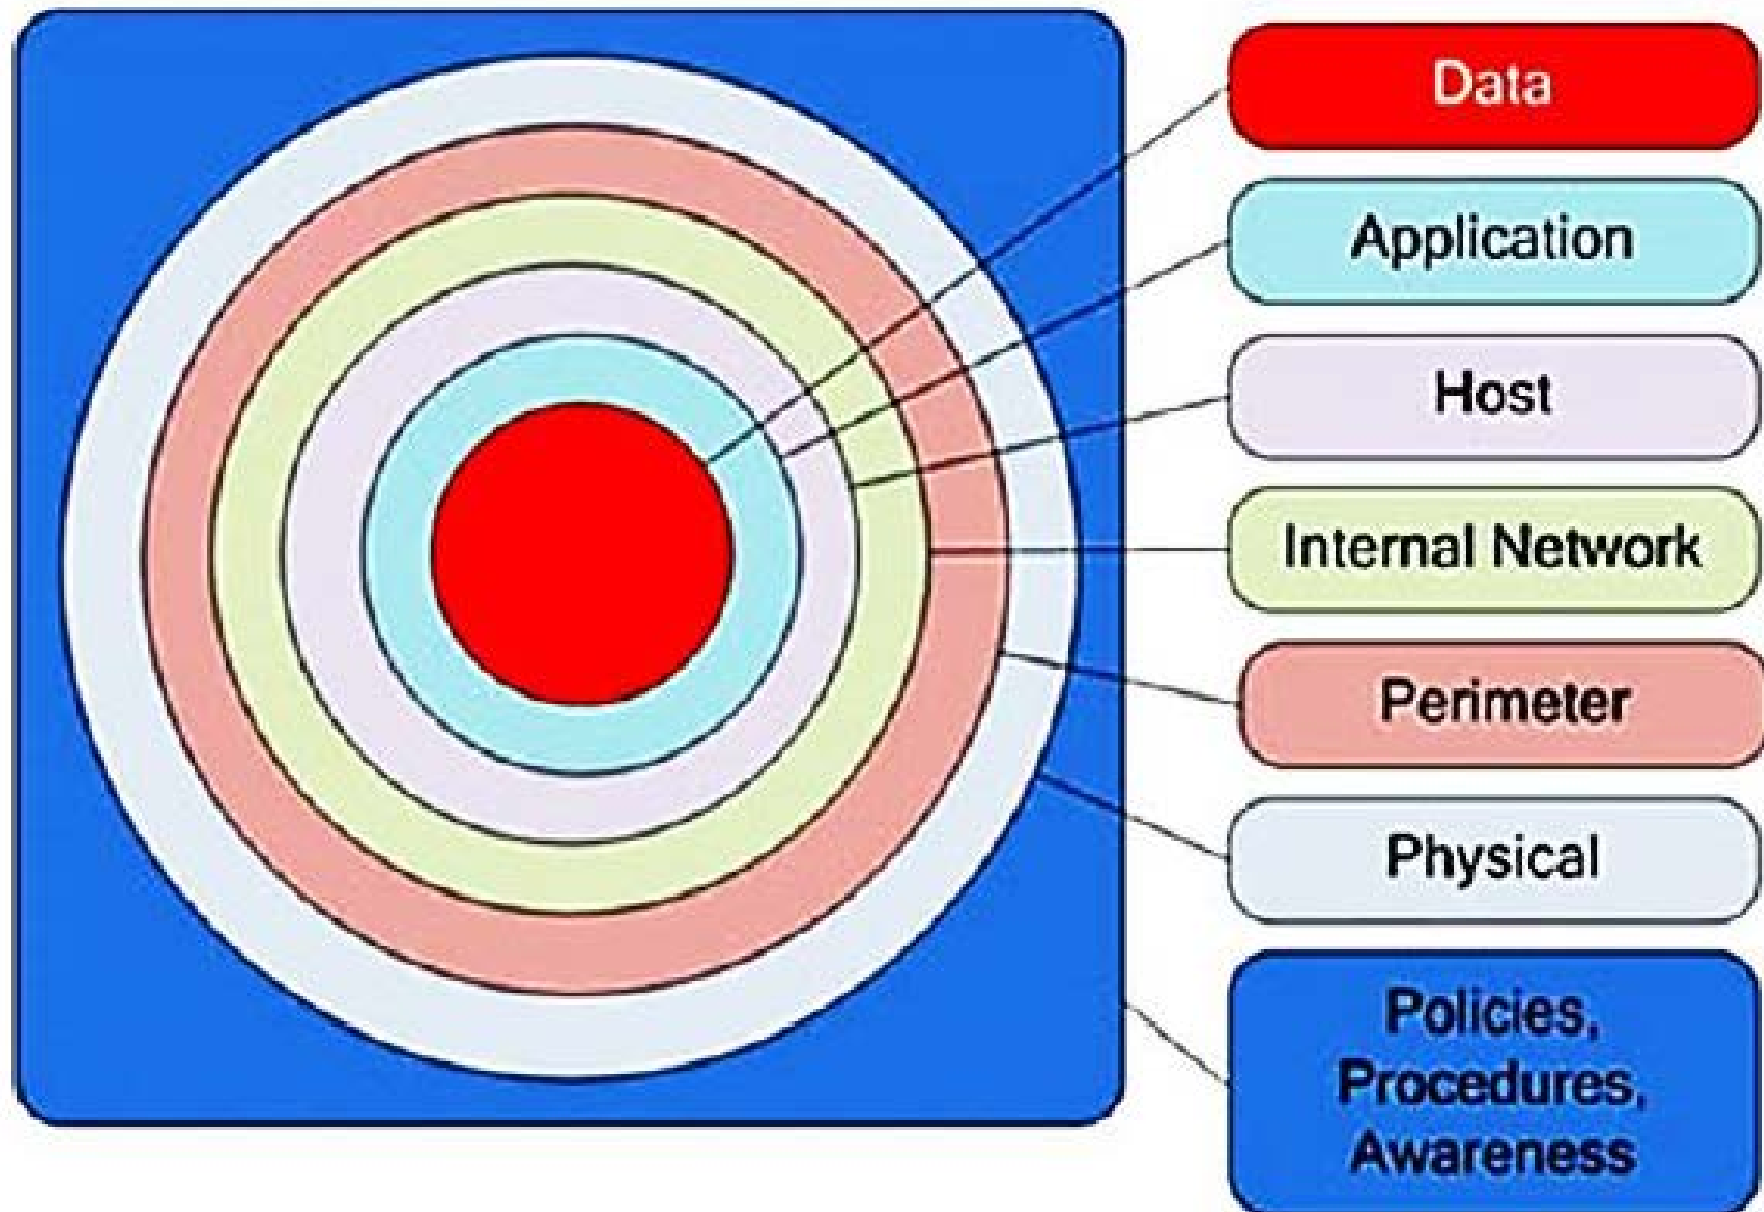 Data
Application
Host
Internal Network
Perimeter
Physical
Policies,
Procedures,
Awareness